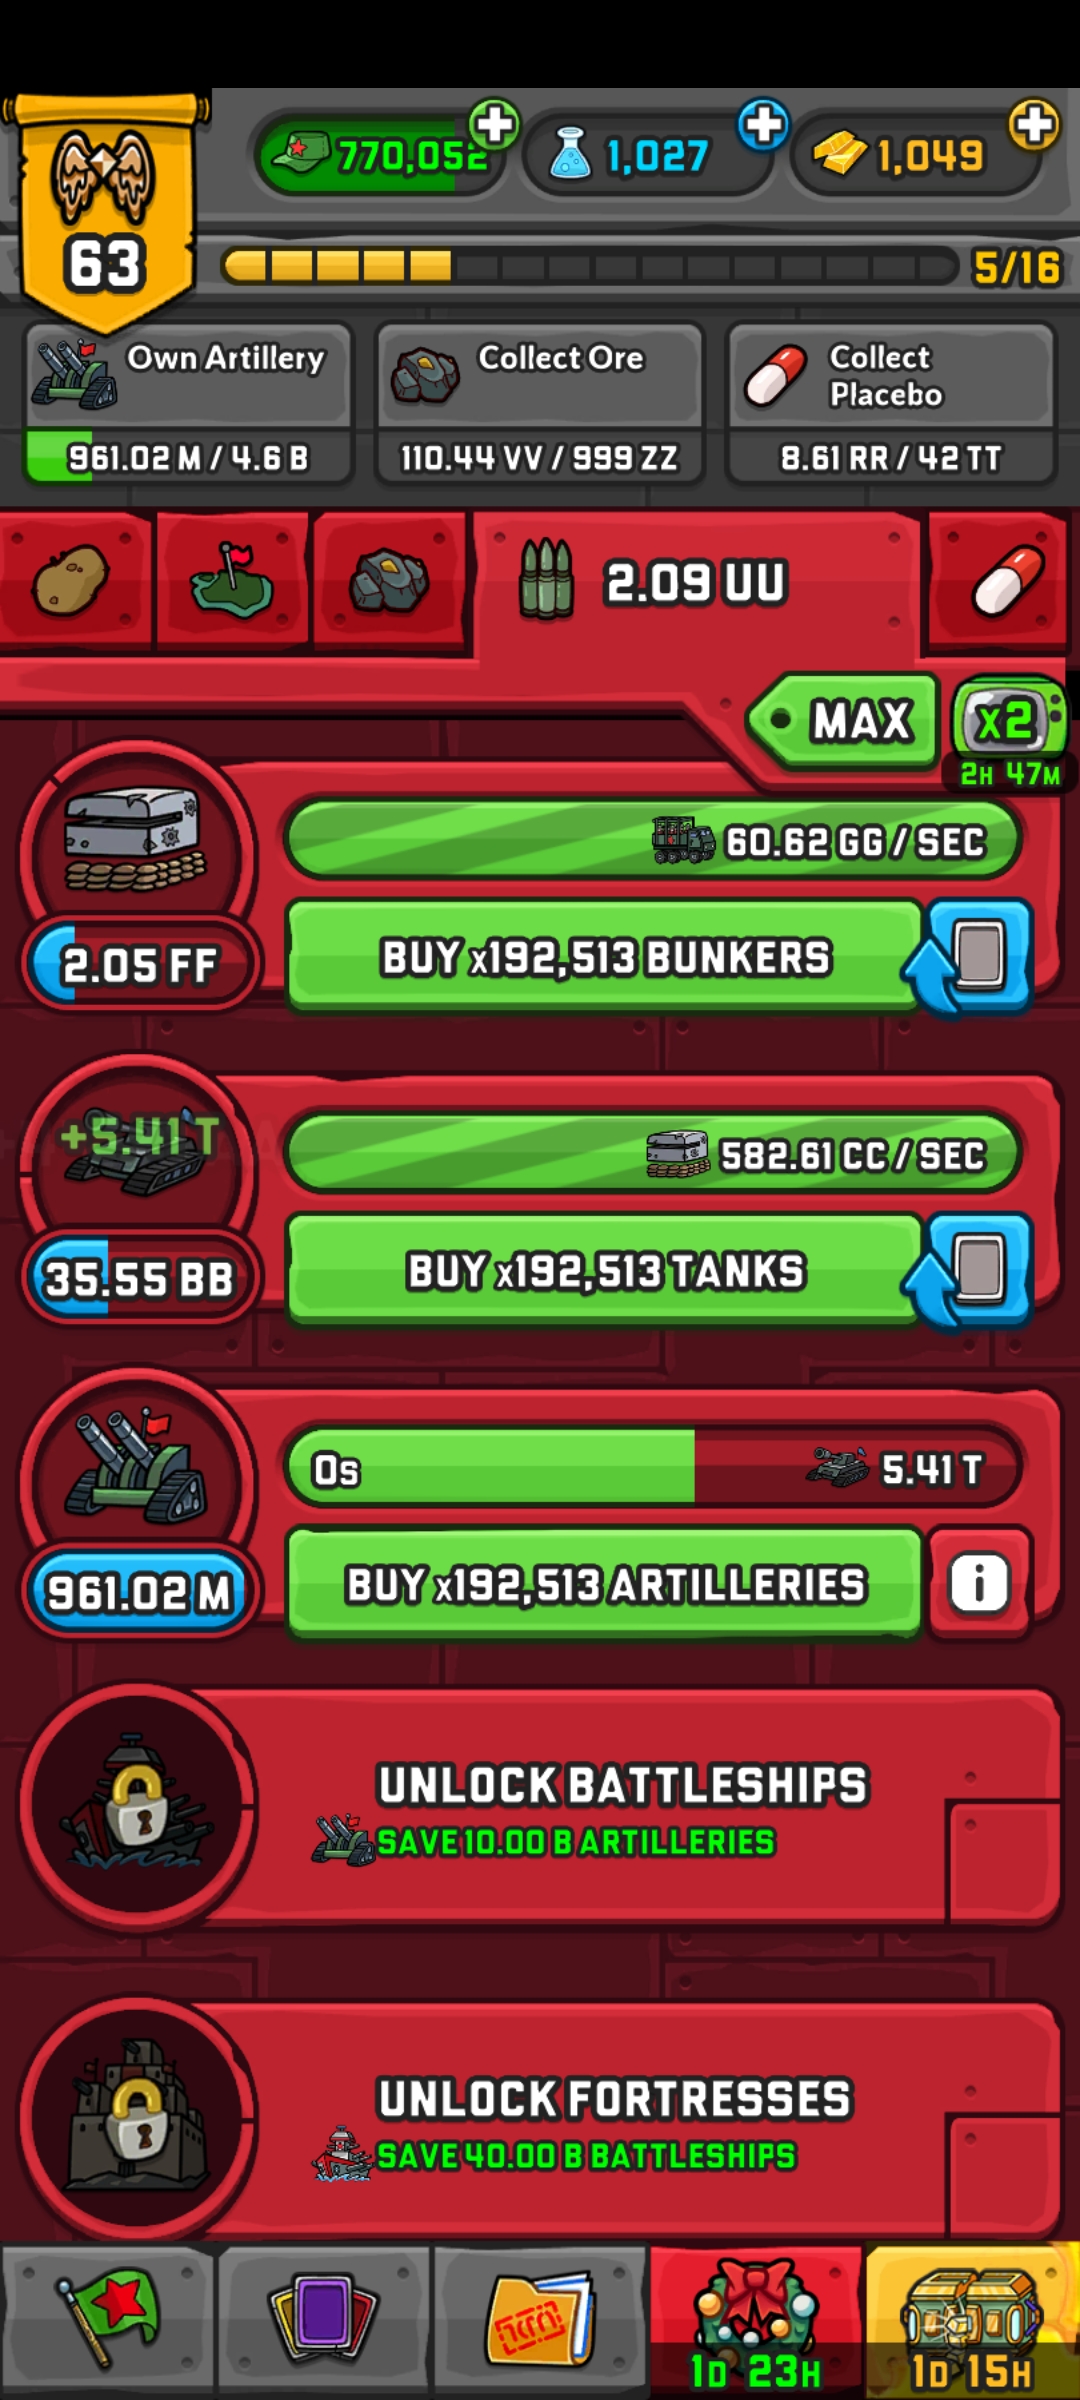 770,052
1,027
1,049
63
5/16
Own Artillery
961.02 M / 4.6 B
Collect Ore
110.44 VV / 999 ZZ
Collect
Placebo
8.61 RR / 42 TT
2.09 UU
MAX
x2
2H 47M
60.62 GG / SEC
2.05 FF
BUY x192,513 BUNKERS
+5.41 T
582.61 CC / SEC
35.55 BB
BUY x192,513 TANKS
0s
5.41 T
961.02 M
BUY x192,513 ARTILLERIES
i
UNLOCK BATTLESHIPS
SAVE 10.00 B ARTILLERIES
UNLOCK FORTRESSES
SAVE 40.00 B BATTLESHIPS
1D 23H
1D 15H